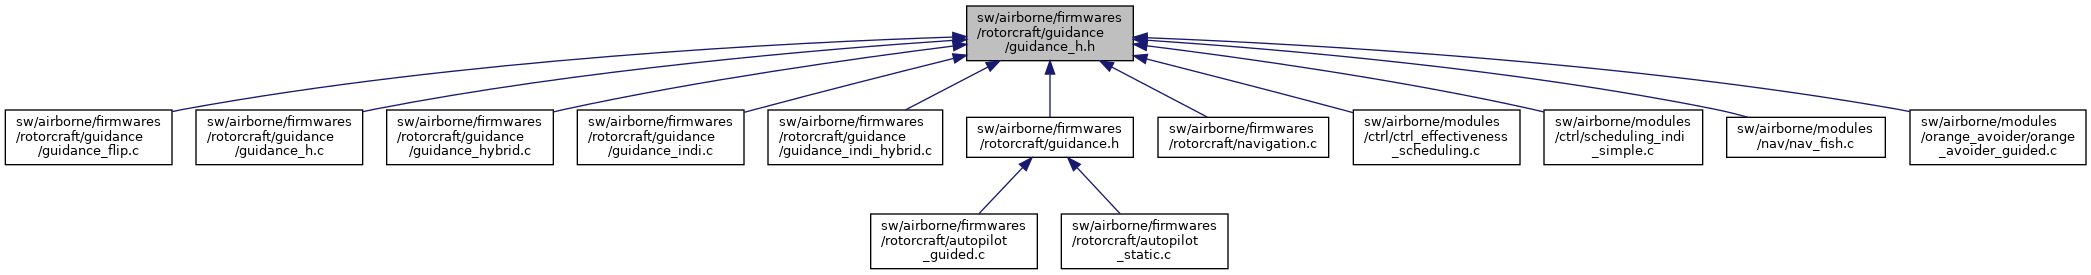 sw/airborne/firmwares
/rotorcraft/guidance
/guidance_h.h
sw/airborne/firmwares
/rotorcraft/guidance
/guidance_flip.c
sw/airborne/firmwares
/rotorcraft/guidance
/guidance_h.c
sw/airborne/firmwares
/rotorcraft/guidance
/guidance_hybrid.c
sw/airborne/firmwares
/rotorcraft/guidance
/guidance_indi.c
sw/airborne/firmwares
/rotorcraft/guidance
/guidance_indi_hybrid.c
sw/airborne/firmwares
/rotorcraft/guidance.h
sw/airborne/firmwares
/rotorcraft/navigation.c
sw/airborne/modules
/ctrl/ctrl_effectiveness
_scheduling.c
sw/airborne/modules
/ctrl/scheduling_indi
_simple.c
sw/airborne/modules
/nav/nav_fish.c
sw/airborne/modules
/orange_avoider/orange
_avoider_guided.c
sw/airborne/firmwares
/rotorcraft/autopilot
_guided.c
sw/airborne/firmwares
/rotorcraft/autopilot
_static.c